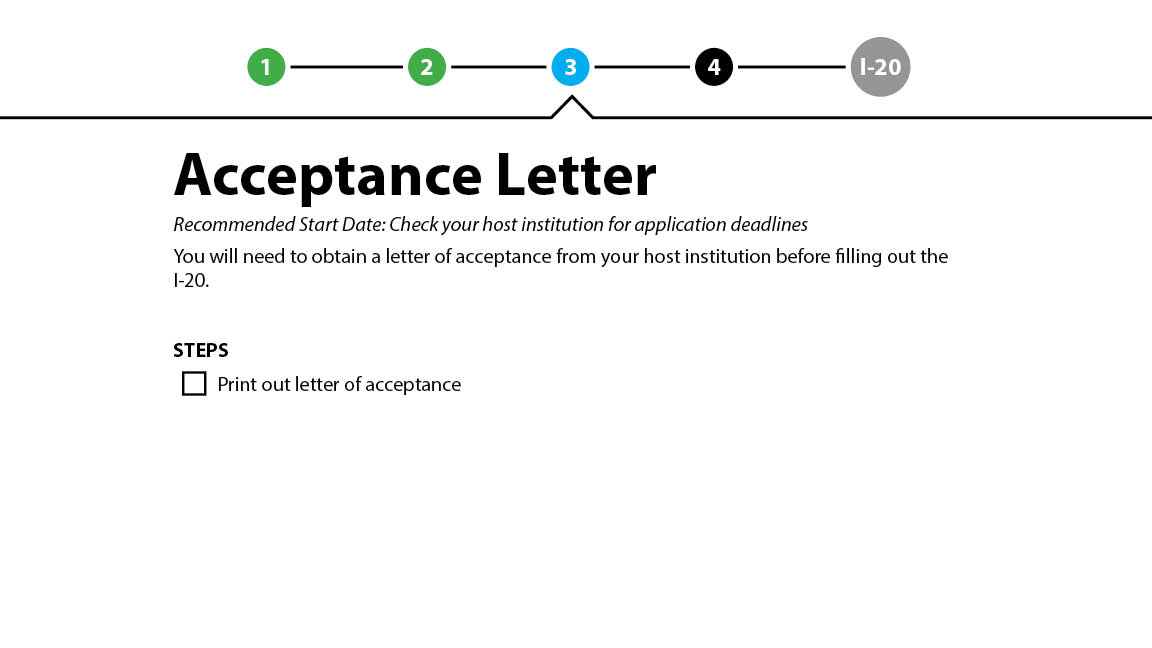 1 2 3 4 I-20
Acceptance Letter
Recommended Start Date: Check your host institution for application deadlines
You will need to obtain a letter of acceptance from your host institution before filling out the
I-20.
STEPS
Print out letter of acceptance